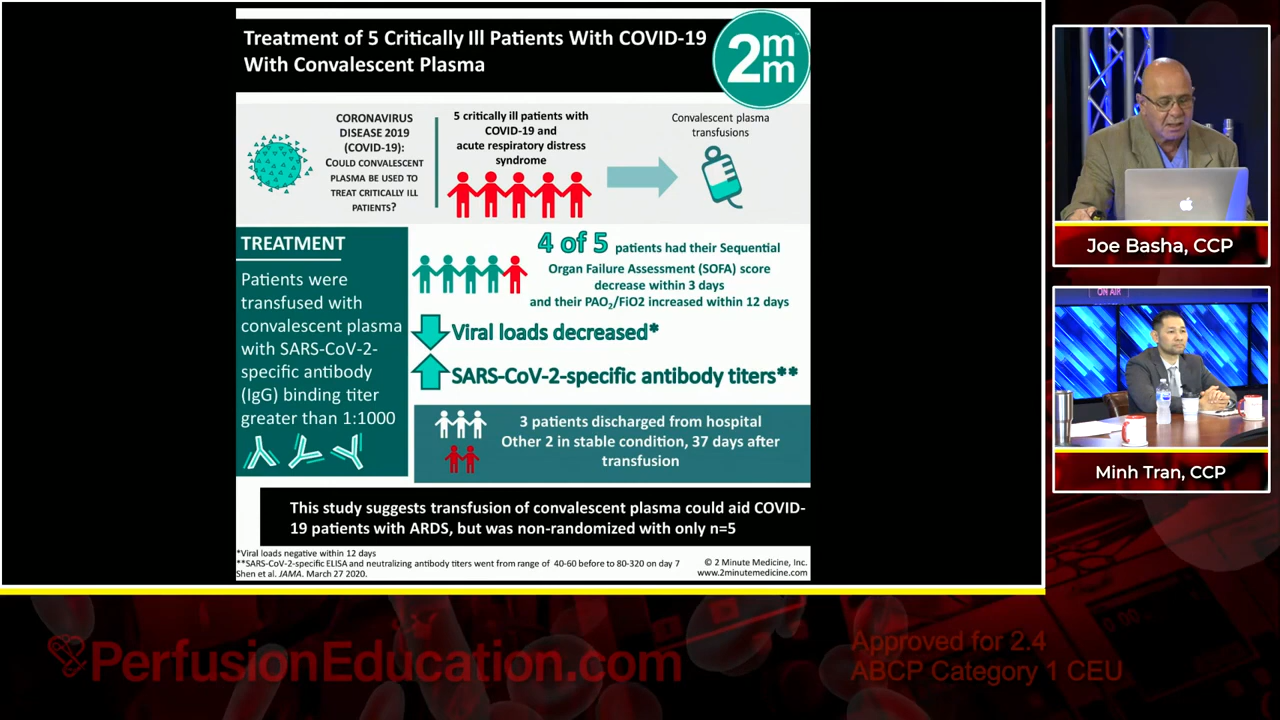 Treatment of 5 Critically Ill Patients With COVID-19
With Convalescent Plasma
2m
m
CORONAVIRUS
DISEASE 2019
(COVID-19):
COULD CONVALESCENT
PLASMA BE USED TO
TREAT CRITICALLY ILL
PATIENTS?
5 critically ill patients with
COVID-19 and
acute respiratory distress
syndrome
Convalescent plasma
transfusions
TREATMENT
Patients were
transfused with
convalescent plasma
with SARS-CoV-2-
specific antibody
(IgG) binding titer
greater than 1:1000
4 of 5 patients had their Sequential
Organ Failure Assessment (SOFA) score
decrease within 3 days
and their PAO₂/FiO2 increased within 12 days
Viral loads decreased*
SARS-CoV-2-specific antibody titers**
3 patients discharged from hospital
Other 2 in stable condition, 37 days after
transfusion
This study suggests transfusion of convalescent plasma could aid COVID-
19 patients with ARDS, but was non-randomized with only n=5
*Viral loads negative within 12 days
**SARS-CoV-2-specific ELISA and neutralizing antibody titers went from range of 40-60 before to 80-320 on day 7
Shen et al. JAMA. March 27 2020.
© 2 Minute Medicine, Inc.
www.2minutemedicine.com
Joe Basha, CCP
ON AIR
Minh Tran, CCP
PerfusionEducation.com
Approved for 2.4
ABCP Category 1 CEU